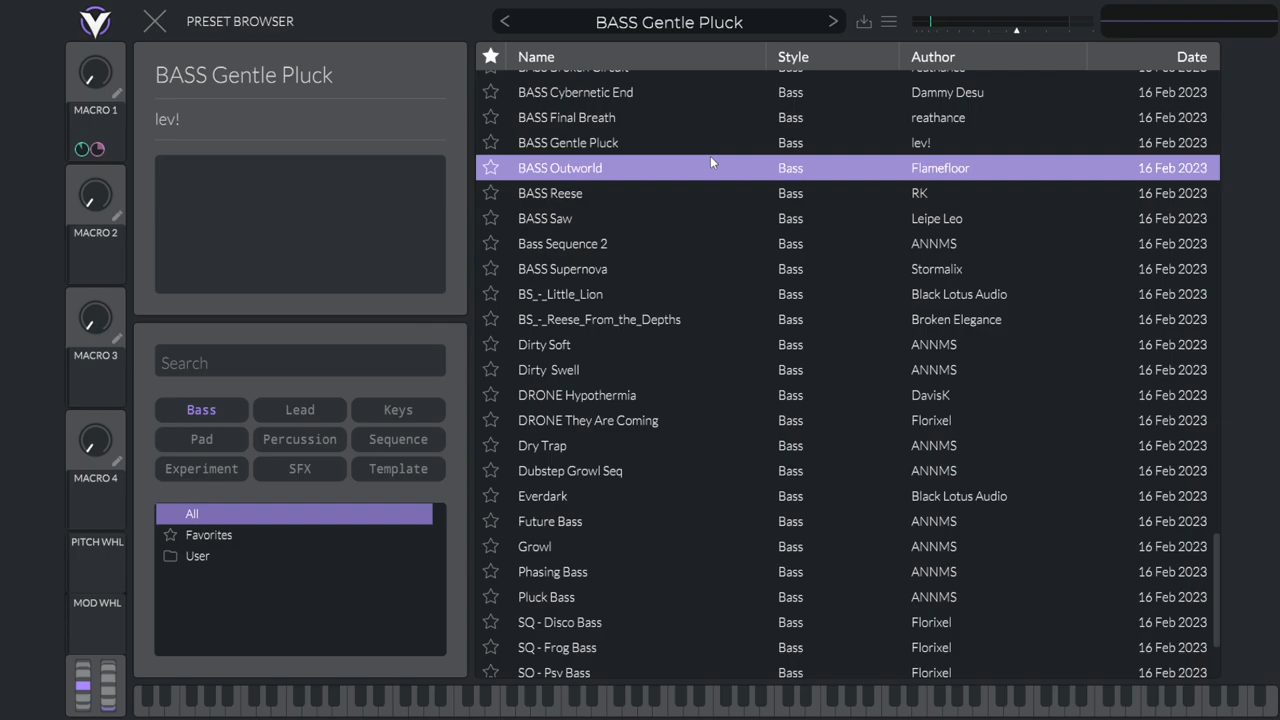 PRESET BROWSER
BASS Gentle Pluck
MACRO 1
MACRO 2
MACRO 3
MACRO 4
PITCH WHL
MOD WHL
BASS Gentle Pluck
lev!
Search
Bass Lead Keys
Pad Percussion Sequence
Experiment SFX Template
All
Favorites
User
Name Style Author Date
BASS Broken Circuit Bass reathance 16 Feb 2023
BASS Cybernetic End Bass Dammy Desu 16 Feb 2023
BASS Final Breath Bass reathance 16 Feb 2023
BASS Gentle Pluck Bass lev! 16 Feb 2023
BASS Outworld Bass Flamefloor 16 Feb 2023
BASS Reese Bass RK 16 Feb 2023
BASS Saw Bass Leipe Leo 16 Feb 2023
Bass Sequence 2 Bass ANNMS 16 Feb 2023
BASS Supernova Bass Stormalix 16 Feb 2023
BS_-_Little_Lion Bass Black Lotus Audio 16 Feb 2023
BS_-_Reese_From_the_Depths Bass Broken Elegance 16 Feb 2023
Dirty Soft Bass ANNMS 16 Feb 2023
Dirty Swell Bass ANNMS 16 Feb 2023
DRONE Hypothermia Bass DavisK 16 Feb 2023
DRONE They Are Coming Bass Florixel 16 Feb 2023
Dry Trap Bass ANNMS 16 Feb 2023
Dubstep Growl Seq Bass ANNMS 16 Feb 2023
Everdark Bass Black Lotus Audio 16 Feb 2023
Future Bass Bass ANNMS 16 Feb 2023
Growl Bass ANNMS 16 Feb 2023
Phasing Bass Bass ANNMS 16 Feb 2023
Pluck Bass Bass ANNMS 16 Feb 2023
SQ - Disco Bass Bass Florixel 16 Feb 2023
SQ - Frog Bass Bass Florixel 16 Feb 2023
SQ - Psy Bass Bass Florixel 16 Feb 2023